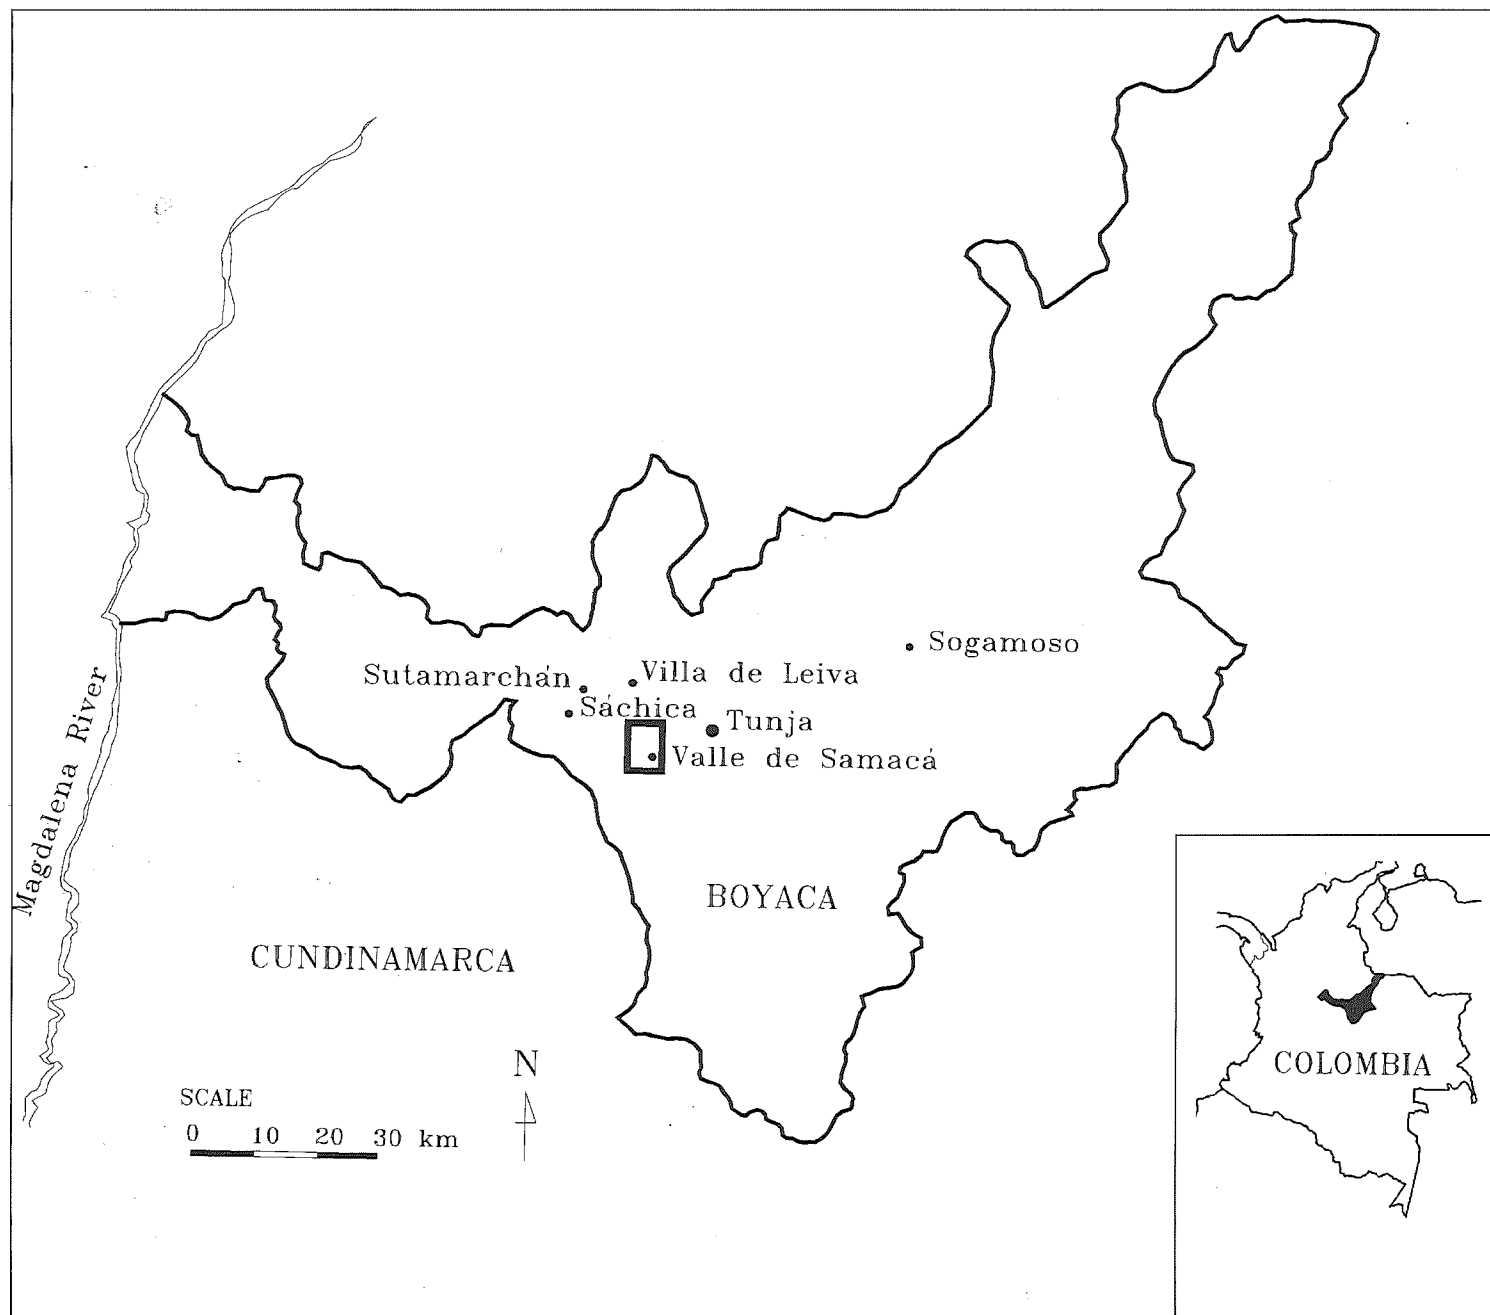 Sogamoso
Sutamarchán
Villa de Leiva
Sáchica
Tunja
Valle de Samacá
Magdalena River
BOYACA
CUNDINAMARCA
N
SCALE
0 10 20 30 km
COLOMBIA